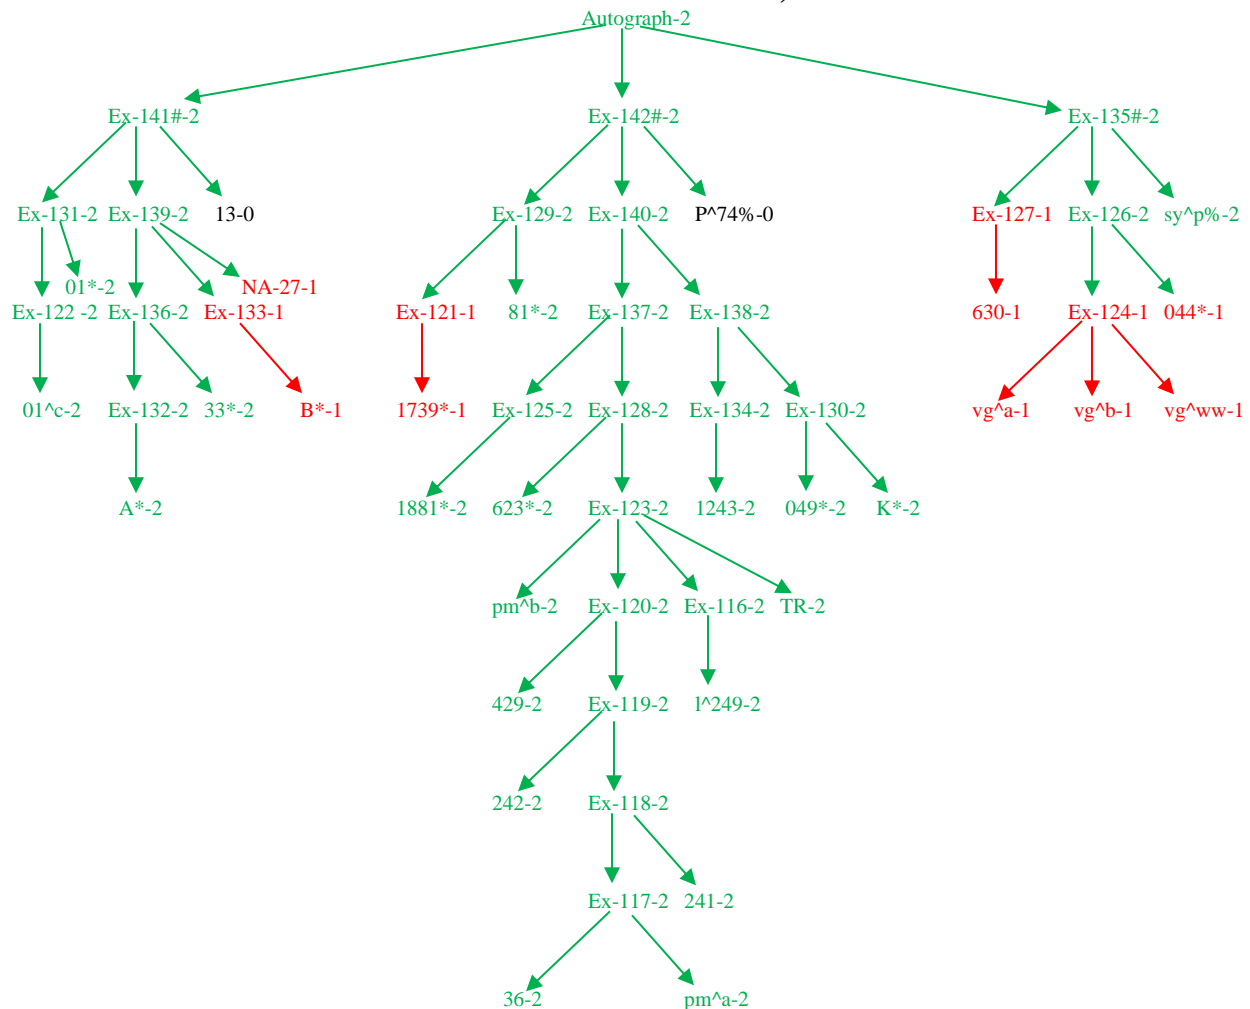 Autograph-2
Ex-141#-2 Ex-142#-2 Ex-135#-2
Ex-131-2 Ex-139-2 13-0 Ex-129-2 Ex-140-2 P^74%-0 Ex-127-1 Ex-126-2 sy^p%-2
01*-2 NA-27-1
Ex-122 -2 Ex-136-2 Ex-133-1 Ex-121-1 81*-2 Ex-137-2 Ex-138-2 630-1 Ex-124-1 044*-1
01^c-2 Ex-132-2 33*-2 B*-1 1739*-1 Ex-125-2 Ex-128-2 Ex-134-2 Ex-130-2 vg^a-1 vg^b-1 vg^ww-1
A*-2 1881*-2 623*-2 Ex-123-2 1243-2 049*-2 K*-2
pm^b-2 Ex-120-2 Ex-116-2 TR-2
429-2 Ex-119-2 l^249-2
242-2 Ex-118-2
Ex-117-2 241-2
36-2 pm^a-2